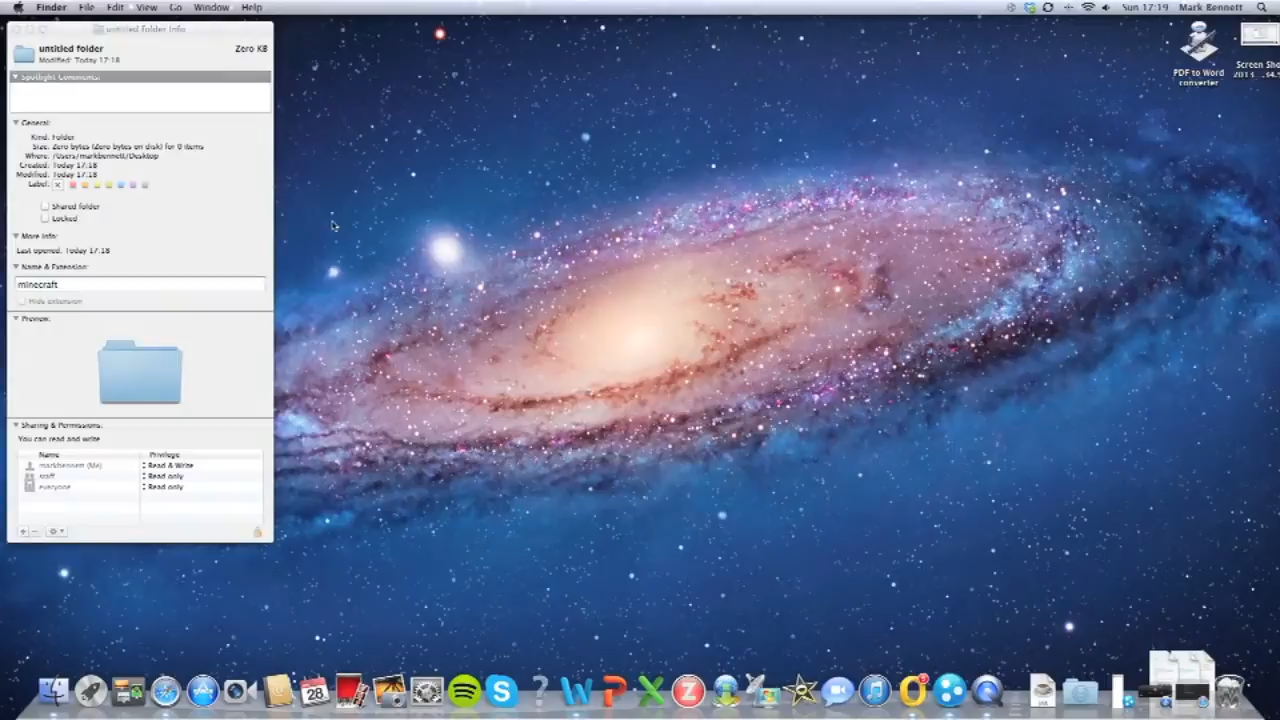 Finder File Edit View Go Window Help
Sun 17:19 Mark Bennett
untitled folder Info
untitled folder Zero KB
Modified: Today 17:18
Spotlight Comments:
General:
Kind: Folder
Size: Zero bytes (Zero bytes on disk) for 0 items
Where: /Users/markbennett/Desktop
Created: Today 17:18
Modified: Today 17:18
Label:
Shared folder
Locked
More Info:
Last opened: Today 17:18
Name & Extension:
minecraft
Hide extension
Preview:
Sharing & Permissions:
You can read and write
Name Privilege
markbennett (Me) Read & Write
staff Read only
everyone Read only
PDF to Word
converter
Screen Sho
28